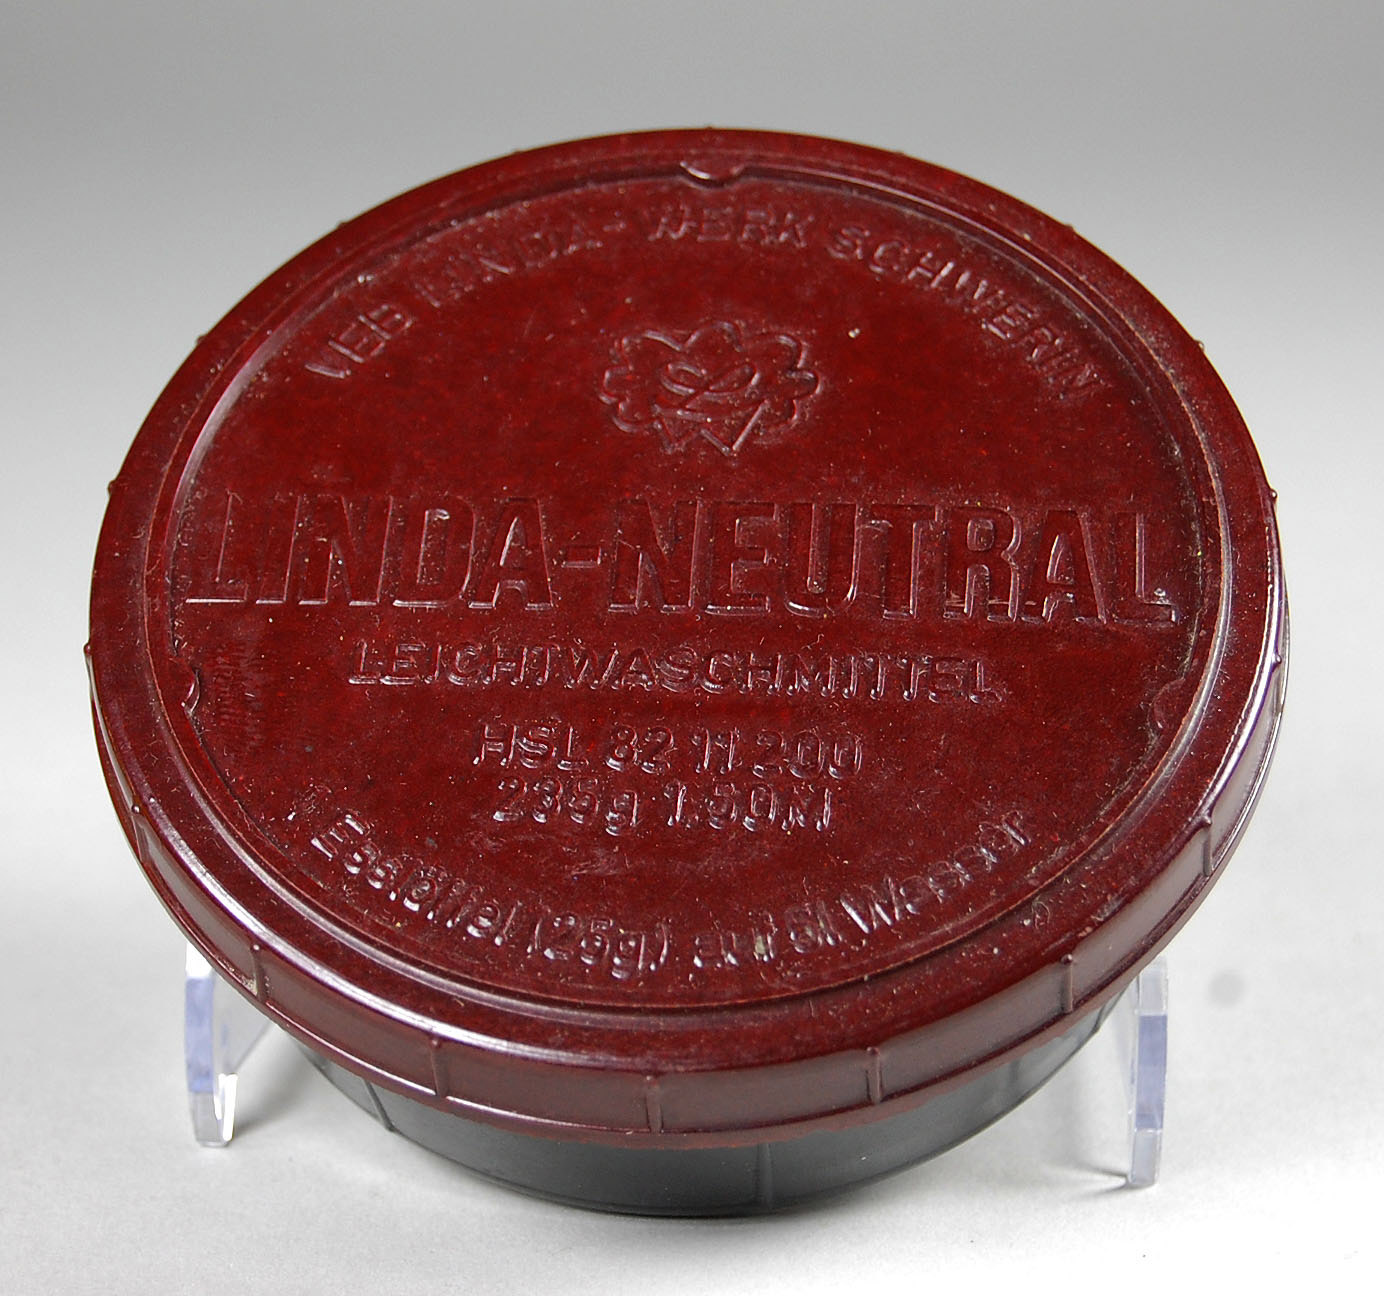 VEB LINDA-WERK SCHWERIN
LINDA-NEUTRAL
LEICHTWASCHMITTEL
HSL 82 11 200
235g 1.50M
1 Esslöffel (25g) auf 5l Wasser